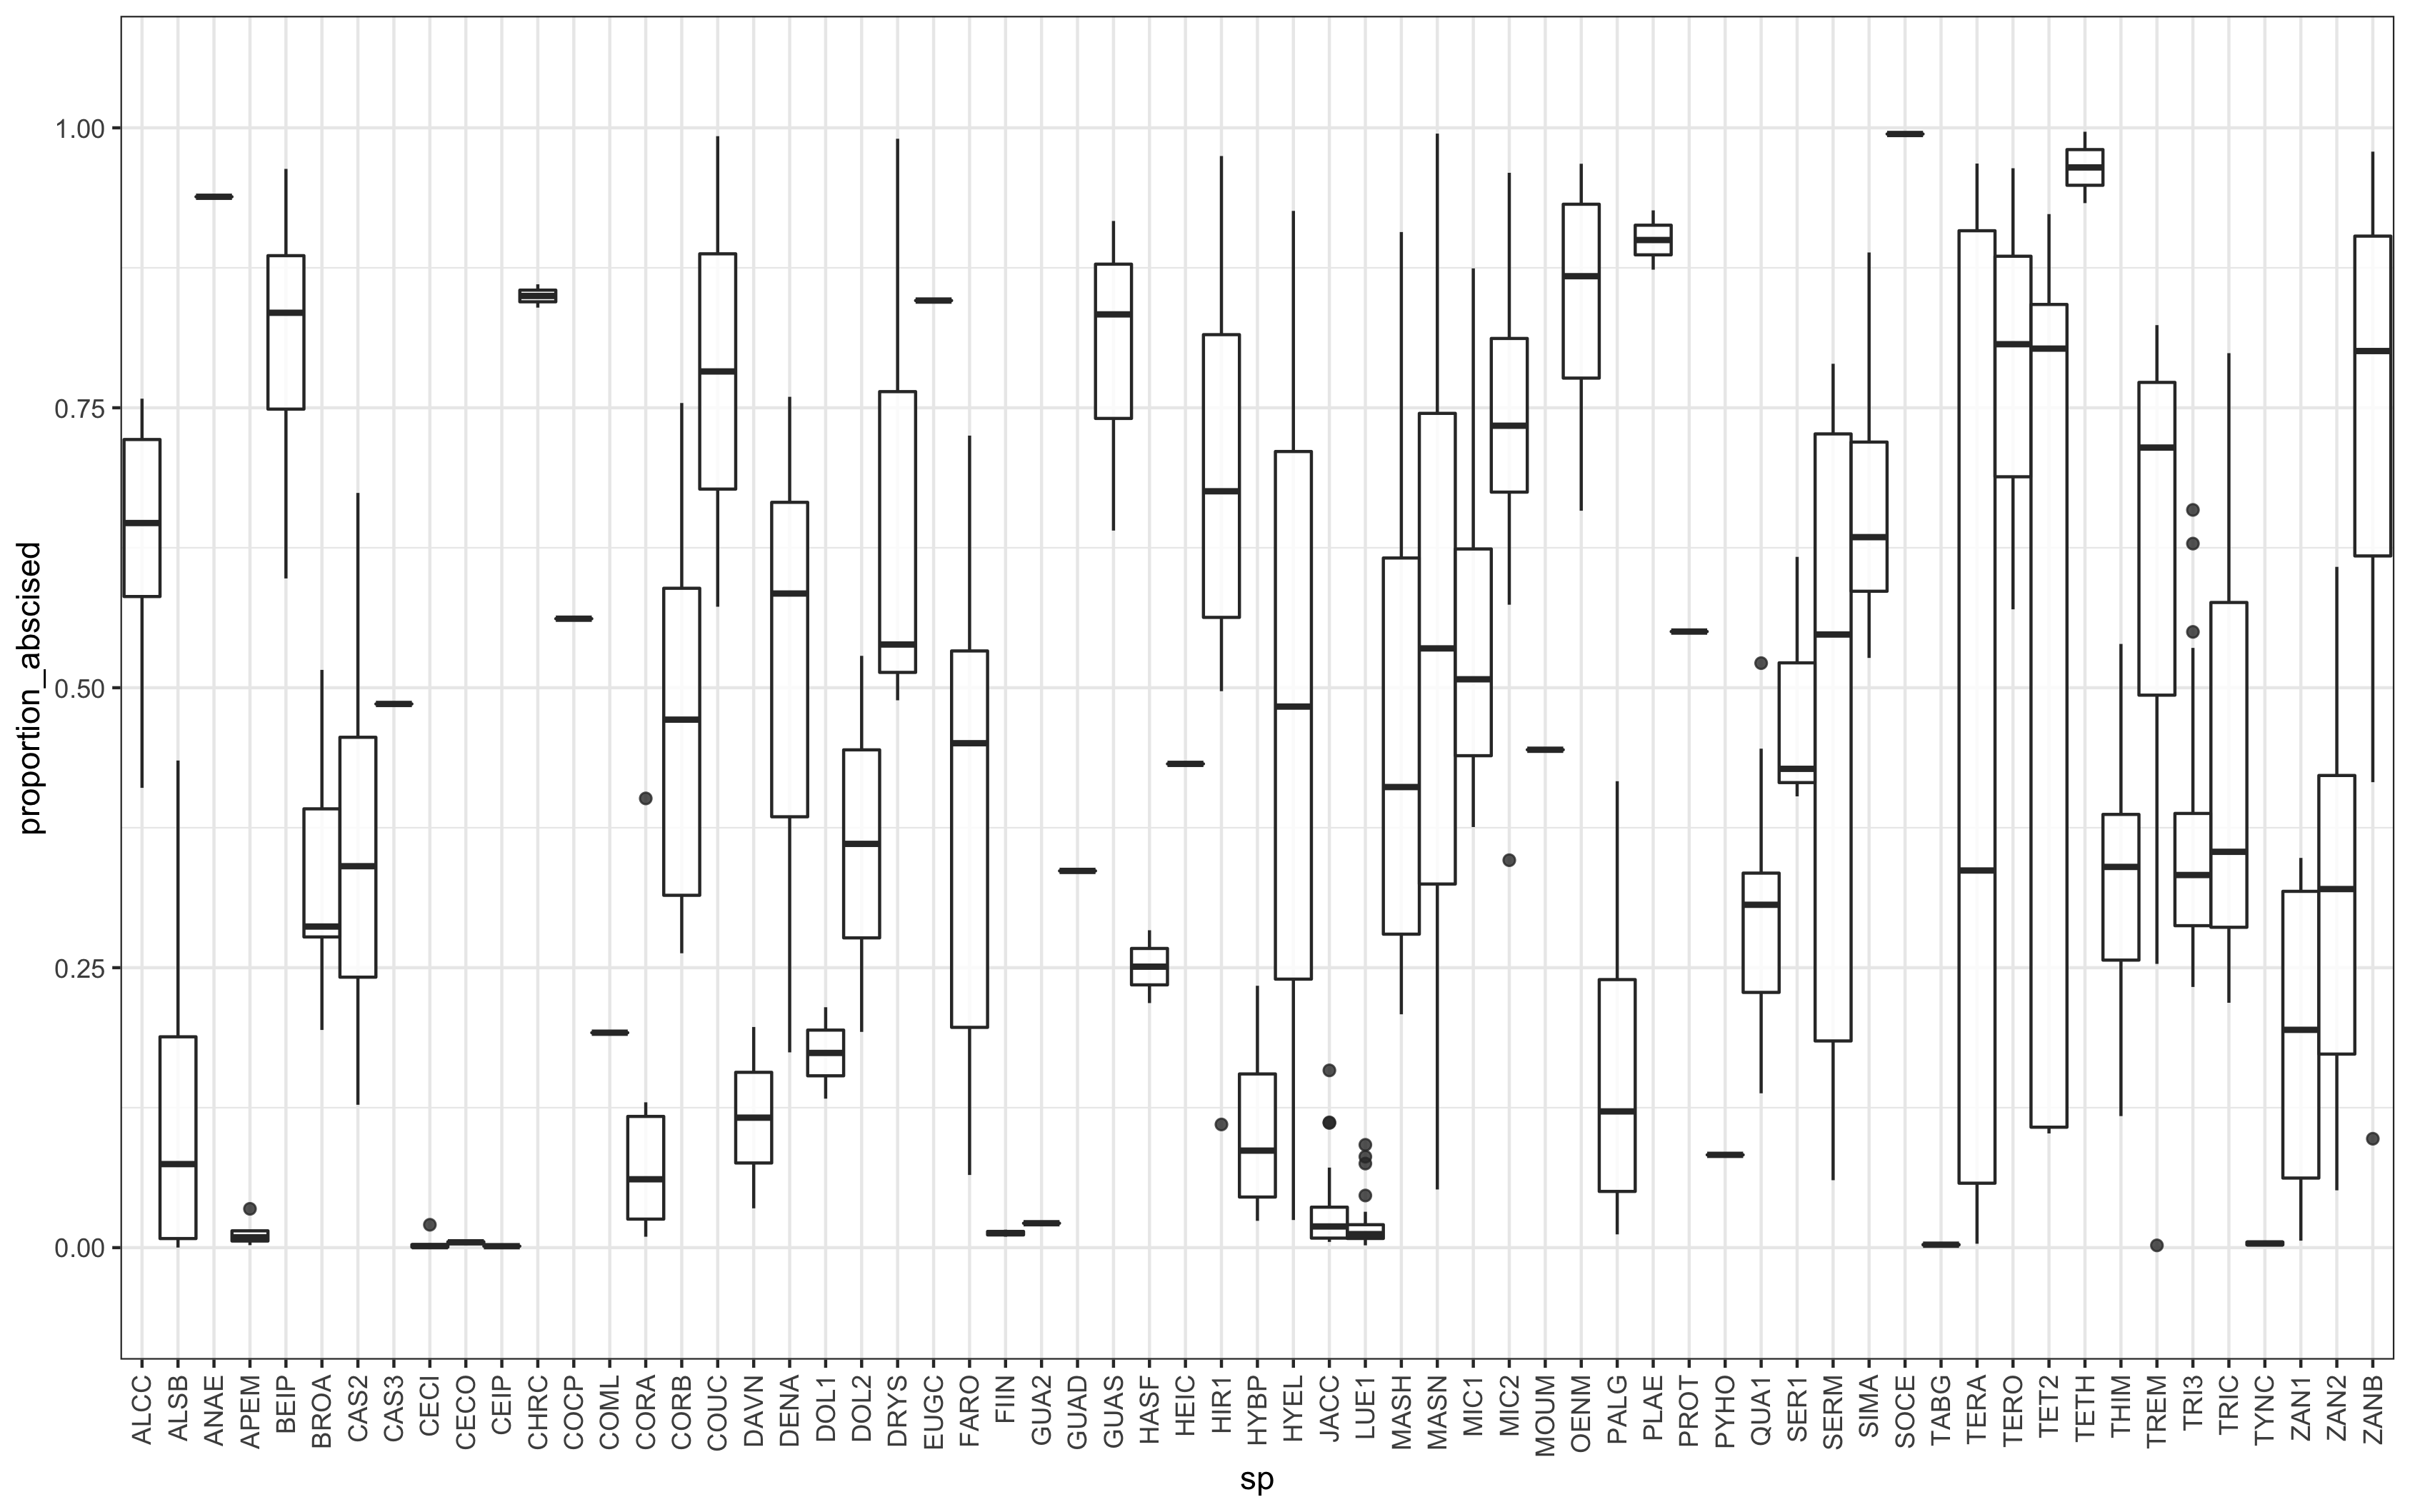 proportion_abscised
1.00
0.75
0.50
0.25
0.00
ALCC
ALSB
ANAE
APEM
BEIP
BROA
CAS2
CAS3
CECI
CECO
CEIP
CHRC
COCP
COML
CORA
CORB
COUC
DAVN
DENA
DOL1
DOL2
DRYS
EUGC
FARO
FIIN
GUA2
GUAD
GUAS
HASF
HEIC
HIR1
HYBP
HYEL
JACC
LUE1
MASH
MASN
MIC1
MIC2
MOUM
OENM
PALG
PLAE
PROT
PYHO
QUA1
SER1
SERM
SIMA
SOCE
TABG
TERA
TERO
TET2
TETH
THIM
TREM
TRI3
TRIC
TYNC
ZAN1
ZAN2
ZANB
sp